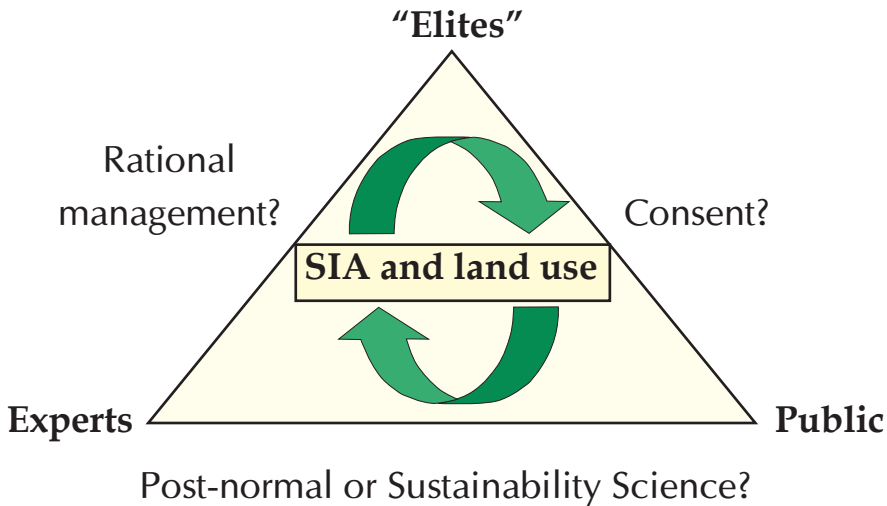 “Elites”
Rational
management?
Consent?
SIA and land use
Experts
Public
Post-normal or Sustainability Science?